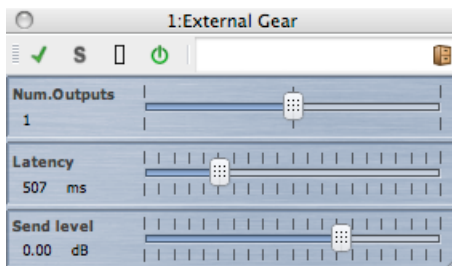 1:External Gear
S
Num.Outputs
1
Latency
507 ms
Send level
0.00 dB